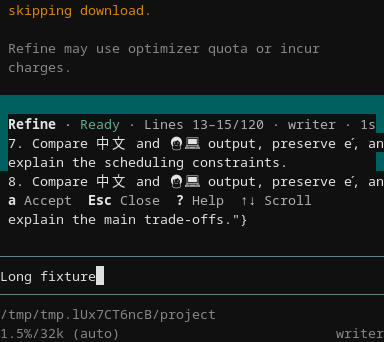 skipping download.
Refine may use optimizer quota or incur
charges.
Refine · Ready · Lines 13–15/120 · writer · 1s
7. Compare 中文 and 👩💻 output, preserve é, an
explain the scheduling constraints.
8. Compare 中文 and 👩💻 output, preserve é, an
a Accept  Esc Close  ? Help  ↑↓ Scroll
explain the main trade-offs."}
Long fixture
/tmp/tmp.lUx7CT6ncB/project
1.5%/32k (auto) writer